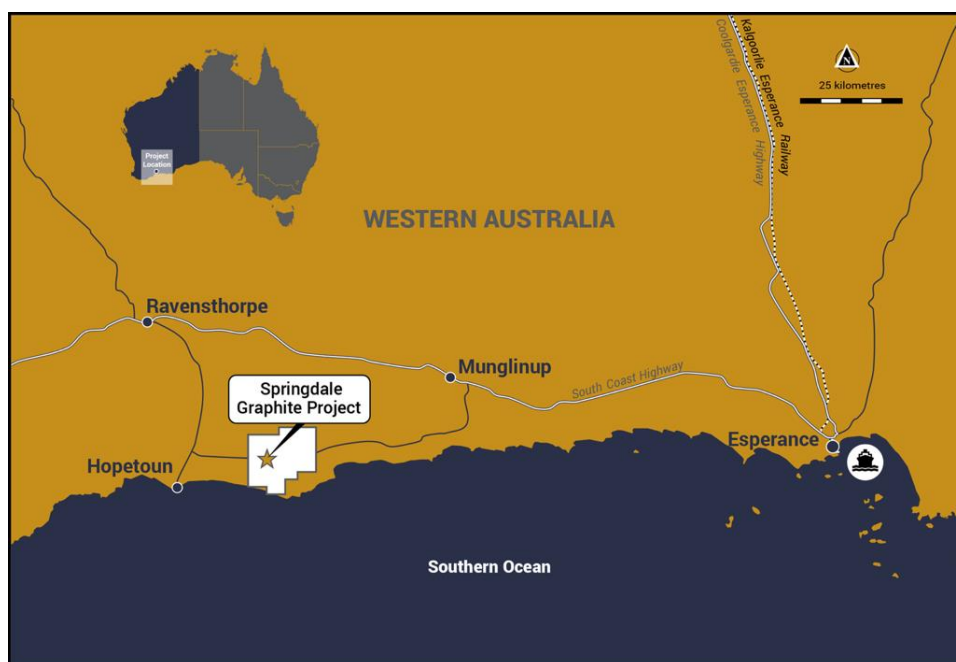 Kalgoorlie Esperance Railway
Coolgardie Esperance Highway
N
25 kilometres
Project
Location
WESTERN AUSTRALIA
Ravensthorpe
Munglinup
Springdale
Graphite Project
South Coast Highway
Esperance
Hopetoun
Southern Ocean